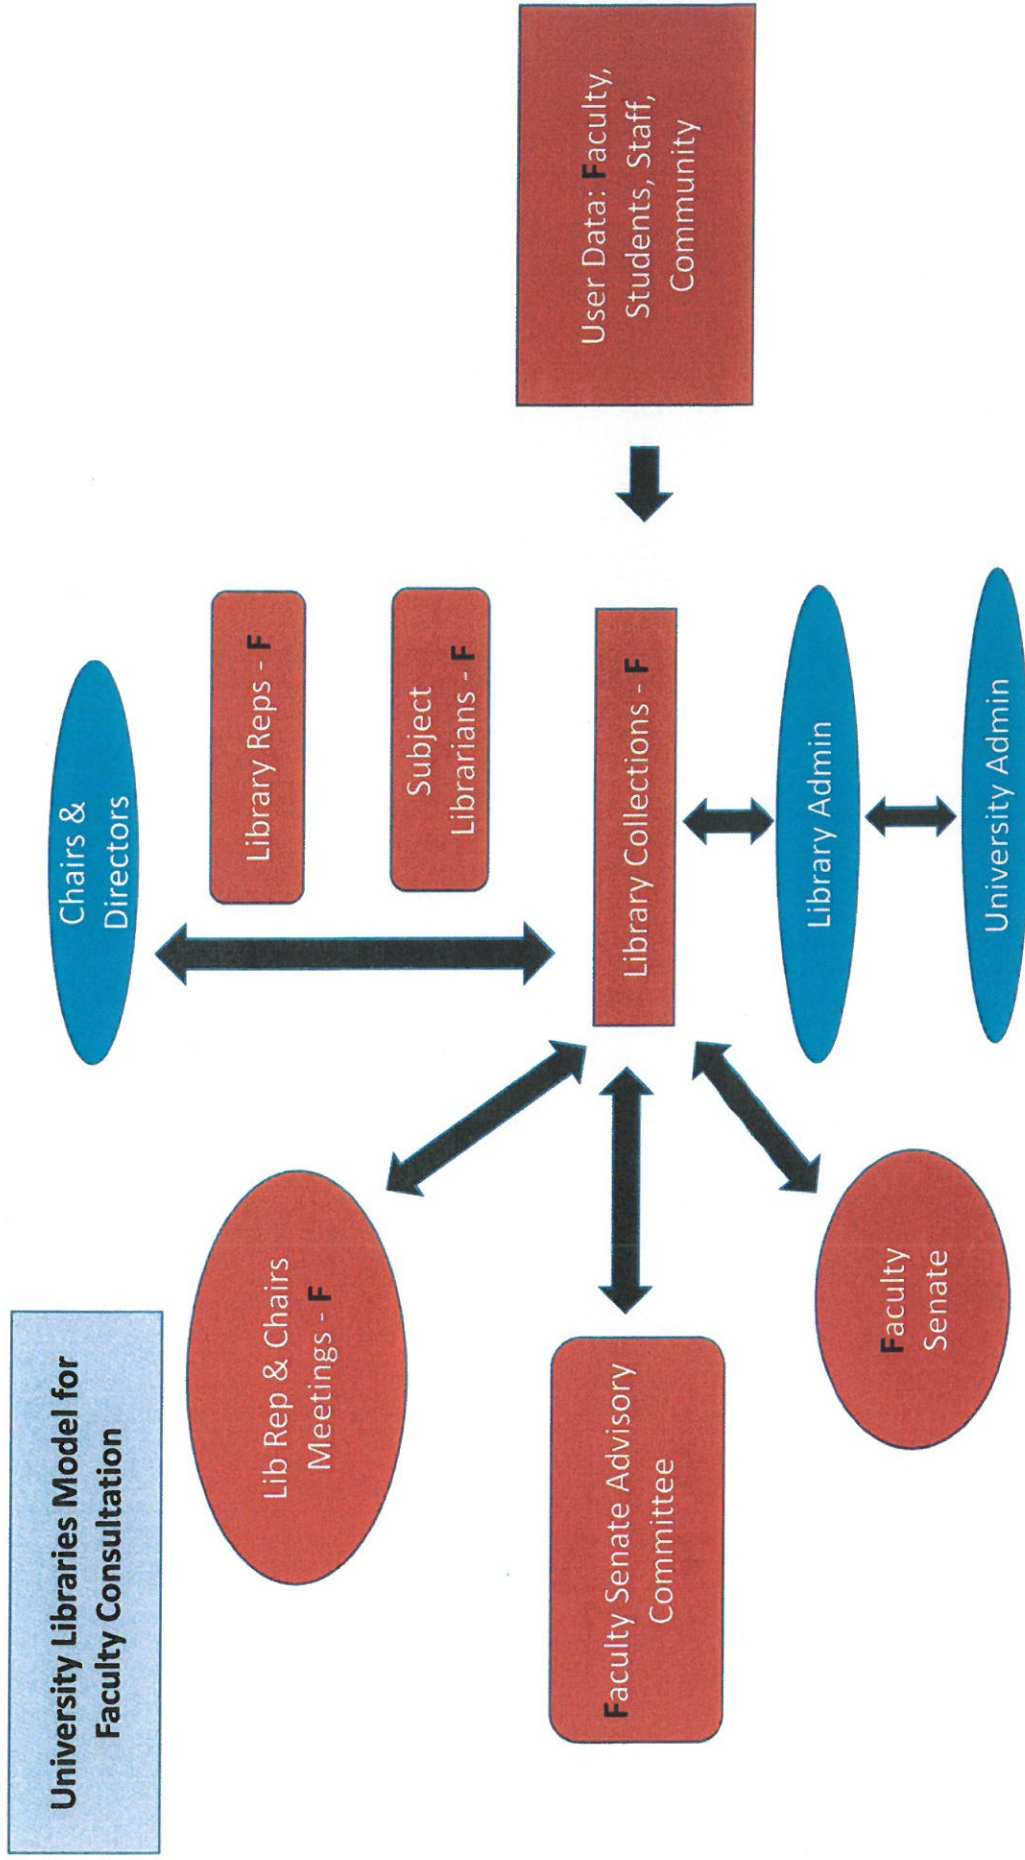 University Libraries Model for
Faculty Consultation
Chairs &
Directors
Lib Rep & Chairs
Meetings - F
Library Reps - F
Subject
Librarians - F
Faculty Senate Advisory
Committee
Library Collections - F
User Data: Faculty,
Students, Staff,
Community
Faculty
Senate
Library Admin
University Admin